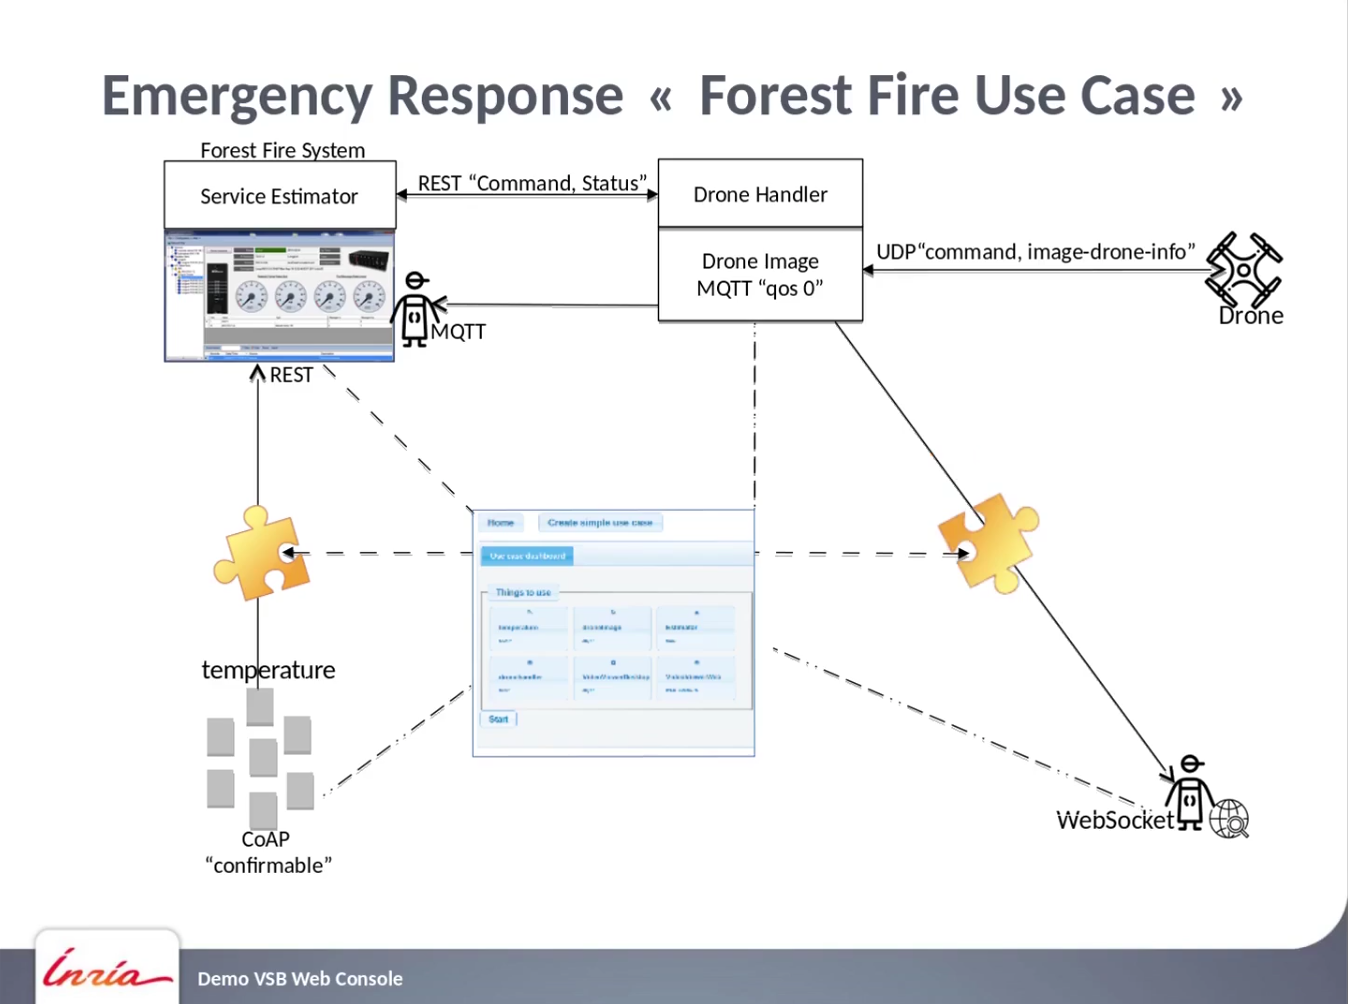 Emergency Response « Forest Fire Use Case »
Forest Fire System
Service Estimator
REST “Command, Status”
Drone Handler
Drone Image
MQTT “qos 0”
UDP“command, image-drone-info”
Drone
MQTT
REST
Home
Create simple use case
Use case dashboard
Things to use
temperature
droneImage
Estimator
dronehandler
Start
temperature
CoAP
“confirmable”
WebSocket
Inria
Demo VSB Web Console